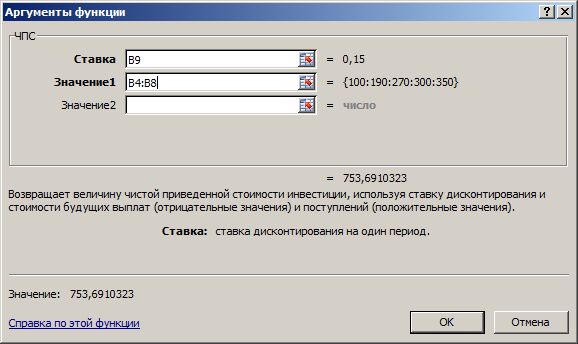 Аргументы функции
ЧПС
Ставка B9 = 0,15
Значение1 B4:B8 = {100:190:270:300:350}
Значение2 = число
= 753,6910323
Возвращает величину чистой приведенной стоимости инвестиции, используя ставку дисконтирования и
стоимости будущих выплат (отрицательные значения) и поступлений (положительные значения).
Ставка: ставка дисконтирования на один период.
Значение: 753,6910323
Справка по этой функции
ОК
Отмена